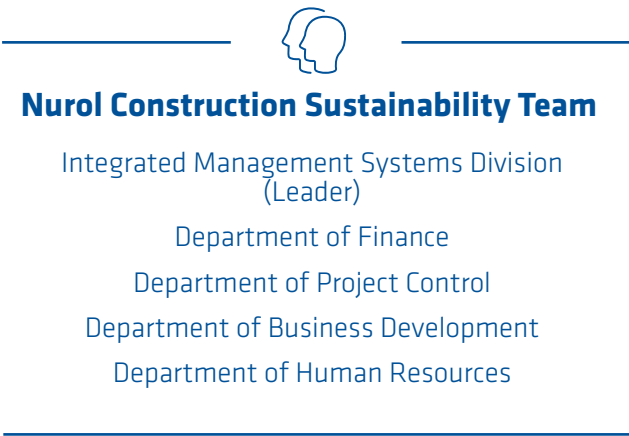 Nurol Construction Sustainability Team
Integrated Management Systems Division
(Leader)
Department of Finance
Department of Project Control
Department of Business Development
Department of Human Resources